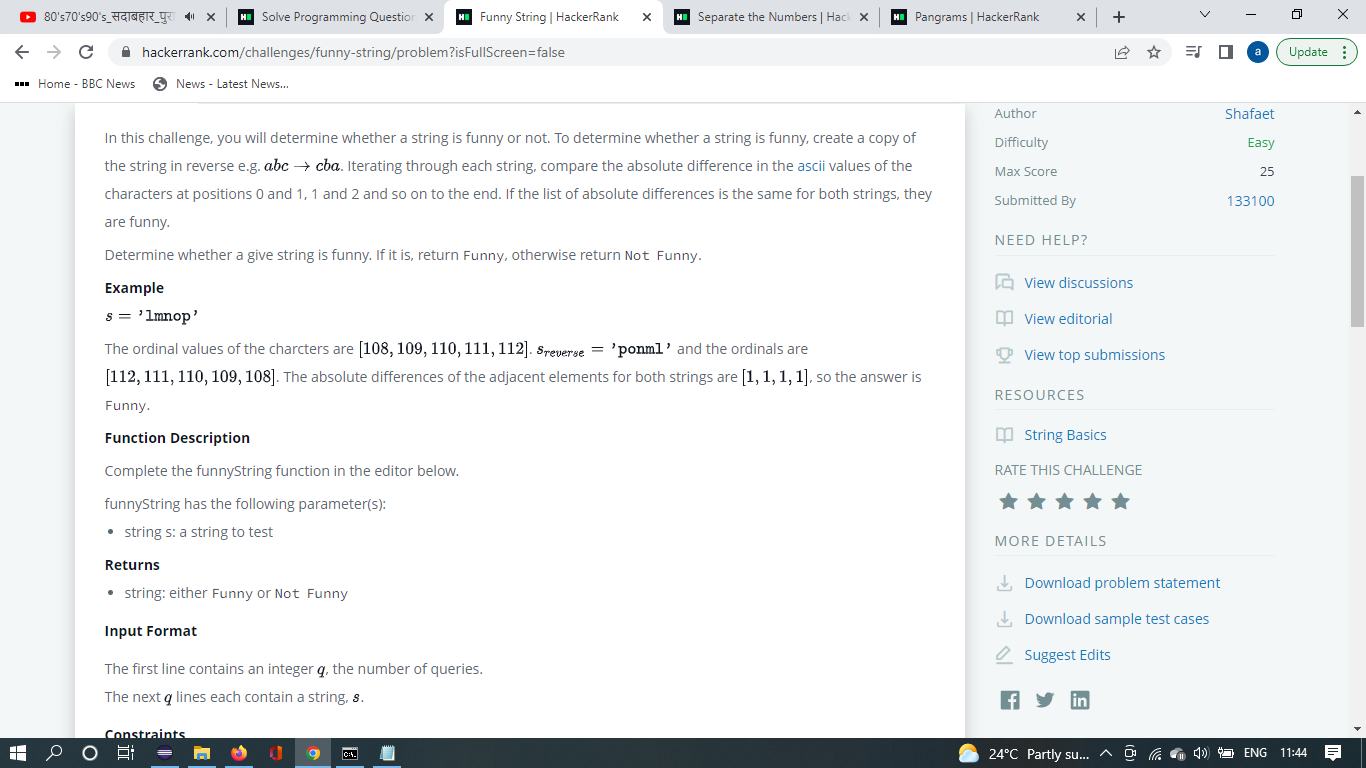 80's70's90's_सदाबहार_पुरा
Solve Programming Question
Funny String | HackerRank
Separate the Numbers | Hack
Pangrams | HackerRank
hackerrank.com/challenges/funny-string/problem?isFullScreen=false
a
Update
Home - BBC News
News - Latest News...
In this challenge, you will determine whether a string is funny or not. To determine whether a string is funny, create a copy of
the string in reverse e.g. abc → cba. Iterating through each string, compare the absolute difference in the ascii values of the
characters at positions 0 and 1, 1 and 2 and so on to the end. If the list of absolute differences is the same for both strings, they
are funny.
Determine whether a give string is funny. If it is, return Funny, otherwise return Not Funny.
Example
s = 'lmnop'
The ordinal values of the charcters are [108, 109, 110, 111, 112]. s_reverse = 'ponml' and the ordinals are
[112, 111, 110, 109, 108]. The absolute differences of the adjacent elements for both strings are [1, 1, 1, 1], so the answer is
Funny.
Function Description
Complete the funnyString function in the editor below.
funnyString has the following parameter(s):
• string s: a string to test
Returns
• string: either Funny or Not Funny
Input Format
The first line contains an integer q, the number of queries.
The next q lines each contain a string, s.
Constraints
Author Shafaet
Difficulty Easy
Max Score 25
Submitted By 133100
NEED HELP?
View discussions
View editorial
View top submissions
RESOURCES
String Basics
RATE THIS CHALLENGE
MORE DETAILS
Download problem statement
Download sample test cases
Suggest Edits
24°C Partly su... ENG 11:44